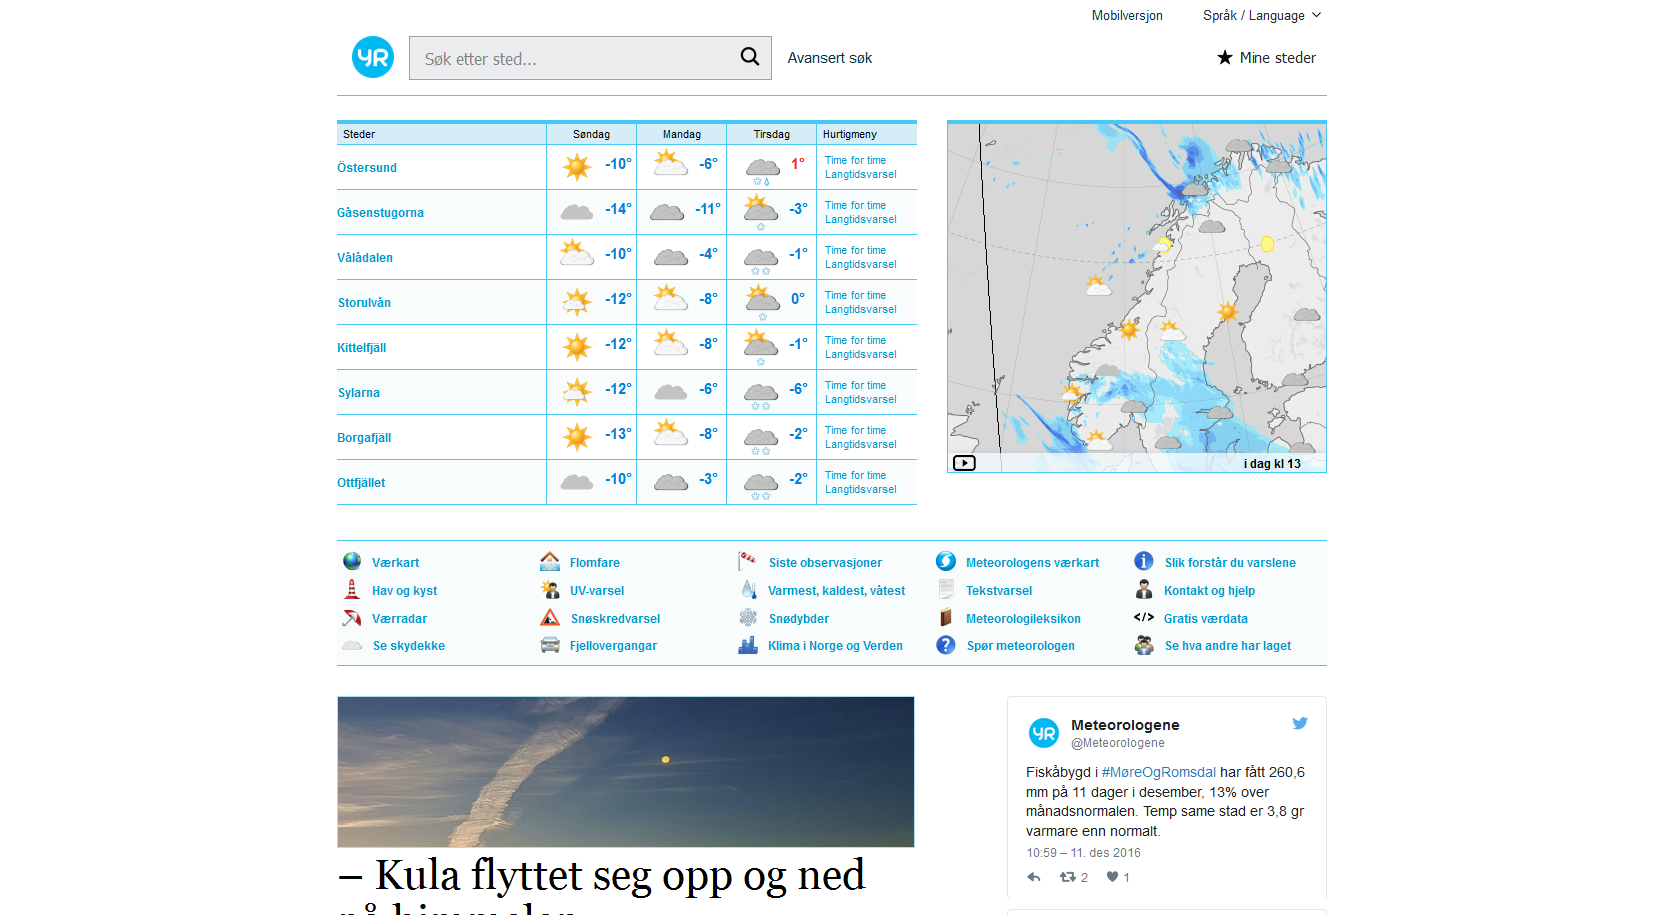 Mobilversjon
Språk / Language
YR
Søk etter sted...
Avansert søk
Mine steder
Steder Søndag Mandag Tirsdag Hurtigmeny
Östersund -10° -6° 1° Time for time
Langtidsvarsel
Gåsenstugorna -14° -11° -3° Time for time
Langtidsvarsel
Vålådalen -10° -4° -1° Time for time
Langtidsvarsel
Storulvån -12° -8° 0° Time for time
Langtidsvarsel
Kittelfjäll -12° -8° -1° Time for time
Langtidsvarsel
Sylarna -12° -6° -6° Time for time
Langtidsvarsel
Borgafjäll -13° -8° -2° Time for time
Langtidsvarsel
Ottfjället -10° -3° -2° Time for time
Langtidsvarsel
i dag kl 13
Værkart Flomfare Siste observasjoner Meteorologens værkart Slik forstår du varslene
Hav og kyst UV-varsel Varmest, kaldest, våtest Tekstvarsel Kontakt og hjelp
Værradar Snøskredvarsel Snødybder Meteorologileksikon </> Gratis værdata
Se skydekke Fjellovergangar Klima i Norge og Verden Spør meteorologen Se hva andre har laget
– Kula flyttet seg opp og ned
på himmelen
YR
Meteorologene
@Meteorologene
Fiskåbygd i #MøreOgRomsdal har fått 260,6
mm på 11 dager i desember, 13% over
månadsnormalen. Temp same stad er 3,8 gr
varmare enn normalt.
10:59 – 11. des 2016
2 1